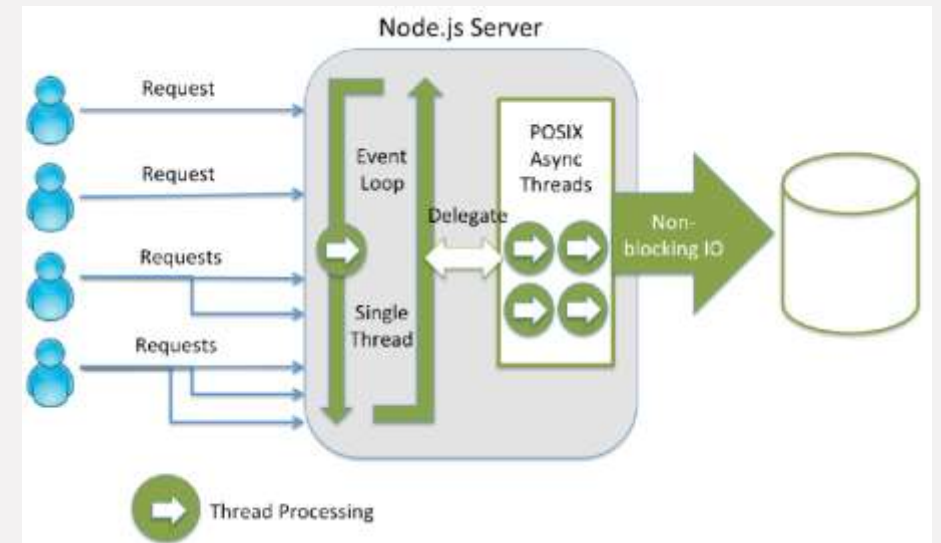 Node.js Server
Request
Request
Requests
Requests
Event
Loop
Single
Thread
Delegate
POSIX
Async
Threads
Non-
blocking IO
Thread Processing